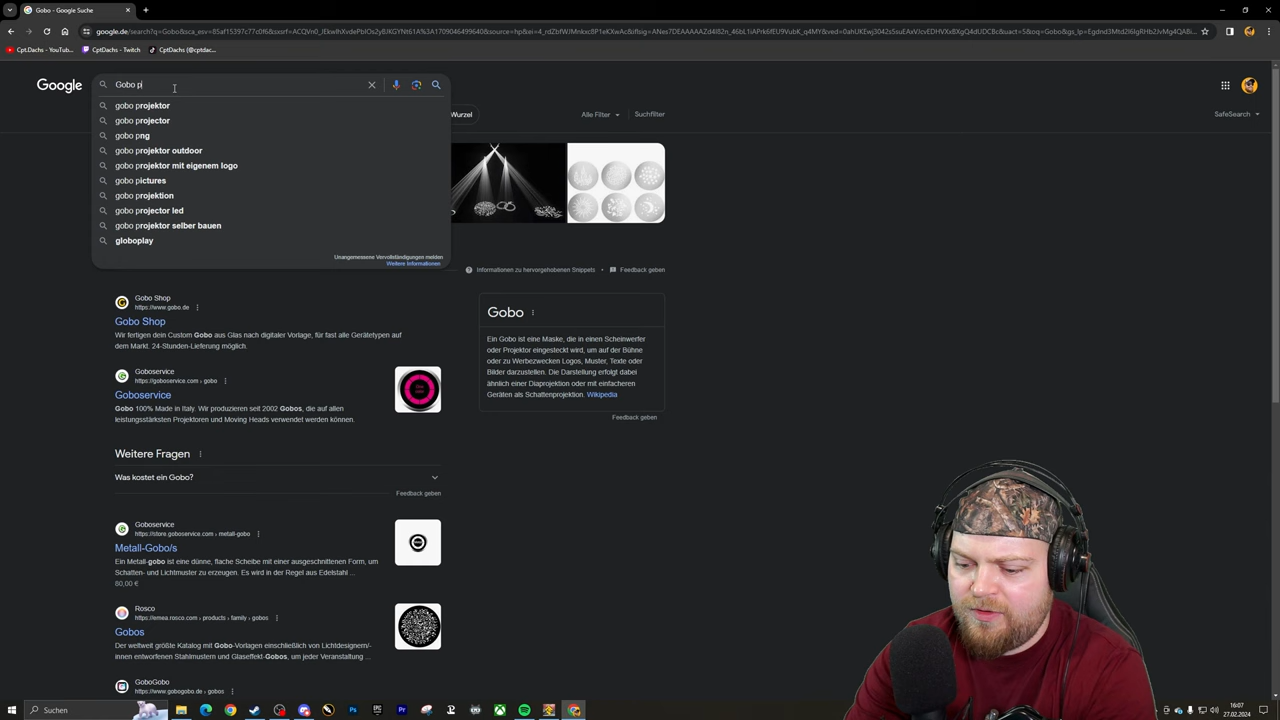 Gobo - Google Suche
Cpt.Dachs - YouTu...
CptDachs - Twitch
CptDachs (@cptdac...
Google
Gobo pj
Wurzel
Alle Filter
Suchfilter
SafeSearch
gobo projektor
gobo projector
gobo png
gobo projektor outdoor
gobo projektor mit eigenem logo
gobo pictures
gobo projektion
gobo projector led
gobo projektor selber bauen
globoplay
Unangemessene Vervollständigungen melden
Weitere Informationen
Informationen zu hervorgehobenen Snippets
Feedback geben
Gobo Shop
https://www.gobo.de
Gobo Shop
Wir fertigen dein Custom Gobo aus Glas nach digitaler Vorlage, für fast alle Gerätetypen auf
dem Markt. 24-Stunden-Lieferung möglich.
Gobo
Ein Gobo ist eine Maske, die in einen Scheinwerfer
oder Projektor eingesteckt wird, um auf der Bühne
oder zu Werbezwecken Logos, Muster, Texte oder
Bilder darzustellen. Die Darstellung erfolgt dabei
ähnlich einer Diaprojektion oder mit einfacheren
Geräten als Schattenprojektion. Wikipedia
Feedback geben
Goboservice
https://goboservice.com › gobo
Goboservice
Gobo 100% Made in Italy. Wir produzieren seit 2002 Gobos, die auf allen
leistungsstärksten Projektoren und Moving Heads verwendet werden können.
Weitere Fragen
Was kostet ein Gobo?
Feedback geben
Goboservice
https://store.goboservice.com › metall-gobo
Metall-Gobo/s
Ein Metall-gobo ist eine dünne, flache Scheibe mit einer ausgeschnittenen Form, um
Schatten- und Lichtmuster zu erzeugen. Es wird in der Regel aus Edelstahl ...
80,00 €
Rosco
https://emea.rosco.com › products › family › gobos
Gobos
Der weltweit größte Katalog mit Gobo-Vorlagen einschließlich von Lichtdesignern/-
innen entworfenen Stahlmustern und Glaseffekt-Gobos, um jeder Veranstaltung ...
GoboGobo
https://www.gobogobo.de › gobos
Suchen
16:07
27.02.2024